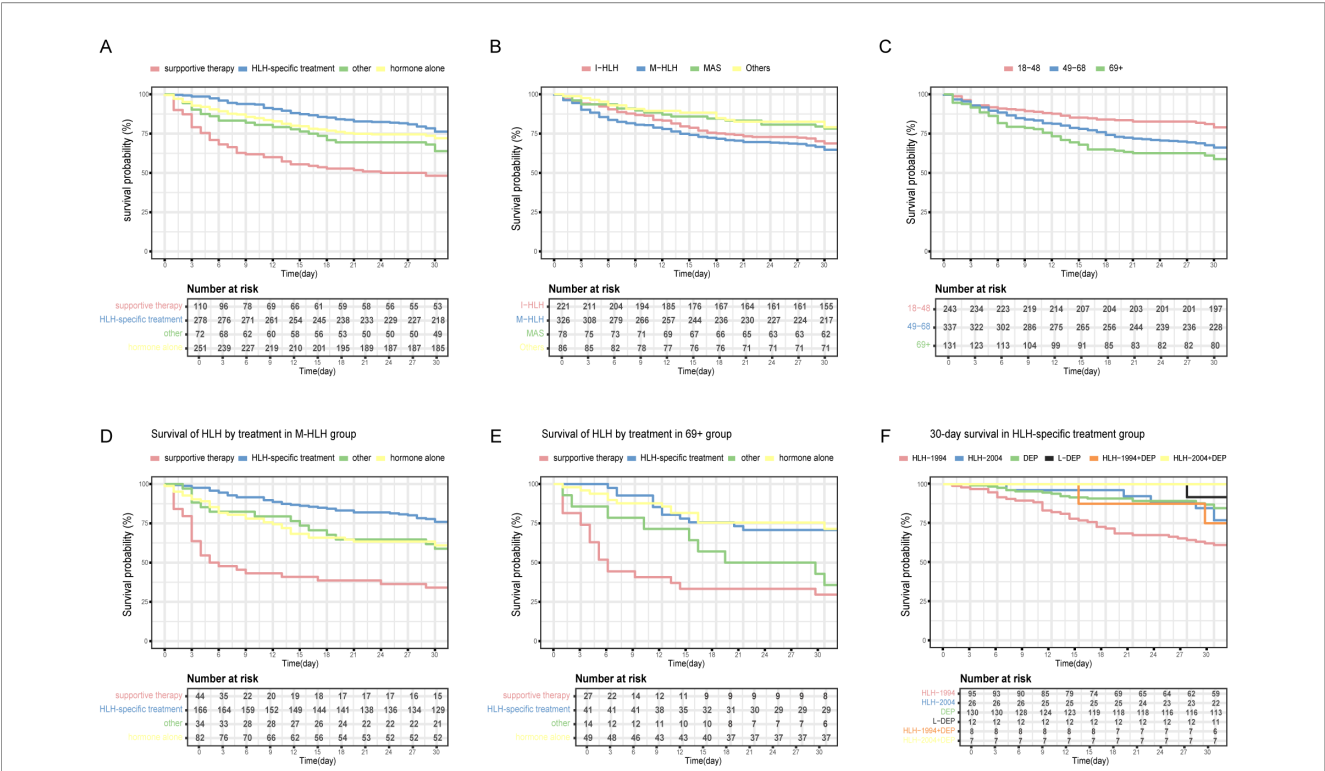 A
surpportive therapy HLH-specific treatment other hormone alone
100
75
50
25
0
survival probability (%)
0 3 6 9 12 15 18 21 24 27 30
Time(day)
Number at risk
suppportive therapy 110 96 78 69 66 61 59 58 56 55 53
HLH-specific treatment 278 276 271 261 254 245 238 233 229 227 218
other 72 68 62 60 58 56 53 50 50 50 49
hormone alone 251 239 227 219 210 201 195 189 187 187 185
0 3 6 9 12 15 18 21 24 27 30
Time(day)
B
I-HLH M-HLH MAS Others
100
75
50
25
0
Survival probability (%)
0 3 6 9 12 15 18 21 24 27 30
Time(day)
Number at risk
I-HLH 221 211 204 194 185 176 167 164 161 161 155
M-HLH 326 308 279 266 257 244 236 230 227 224 217
MAS 78 75 73 71 69 67 66 65 63 63 62
Others 86 85 82 78 77 76 76 71 71 71 71
0 3 6 9 12 15 18 21 24 27 30
Time(day)
C
18-48 49-68 69+
100
75
50
25
0
Survival probability (%)
0 3 6 9 12 15 18 21 24 27 30
Time(day)
Number at risk
18-48 243 234 223 219 214 207 204 203 201 201 197
49-68 337 322 302 286 275 265 256 244 239 236 228
69+ 131 123 113 104 99 91 85 83 82 82 80
0 3 6 9 12 15 18 21 24 27 30
Time(day)
D Survival of HLH by treatment in M-HLH group
surpportive therapy HLH-specific treatment other hormone alone
100
75
50
25
0
Survival probability (%)
0 3 6 9 12 15 18 21 24 27 30
Time(day)
Number at risk
supportive therapy 44 35 22 20 19 18 17 17 17 16 15
HLH-specific treatment 166 164 159 152 149 144 141 138 136 134 129
other 34 33 28 28 27 26 24 22 22 22 21
82 76 70 66 62 56 54 53 52 52 52
0 3 6 9 12 15 18 21 24 27 30
Time(day)
E Survival of HLH by treatment in 69+ group
surpportive therapy HLH-specific treatment other hormone alone
100
75
50
25
0
Survival probability (%)
0 3 6 9 12 15 18 21 24 27 30
Time(day)
Number at risk
supportive therapy 27 22 14 12 11 9 9 9 9 9 8
HLH-specific treatment 41 41 41 38 35 32 31 30 29 29 29
other 14 12 12 11 10 10 8 7 7 7 6
49 48 46 43 43 40 37 37 37 37 37
0 3 6 9 12 15 18 21 24 27 30
Time(day)
F 30-day survival in HLH-specific treatment group
HLH-1994 HLH-2004 DEP L-DEP HLH-1994+DEP HLH-2004+DEP
100
75
50
25
0
Survival probability (%)
0 3 6 9 12 15 18 21 24 27 30
Time(day)
Number at risk
HLH-1994 95 93 90 85 79 74 69 65 64 62 59
HLH-2004 26 26 26 25 25 25 25 24 23 23 22
DEP 130 130 128 124 123 119 118 118 116 116 113
L-DEP 12 12 12 12 12 12 12 12 12 12 11
HLH-1994+DEP 8 8 8 8 8 8 7 7 7 7 6
7 7 7 7 7 7 7 7 7 7 7
0 3 6 9 12 15 18 21 24 27 30
Time(day)